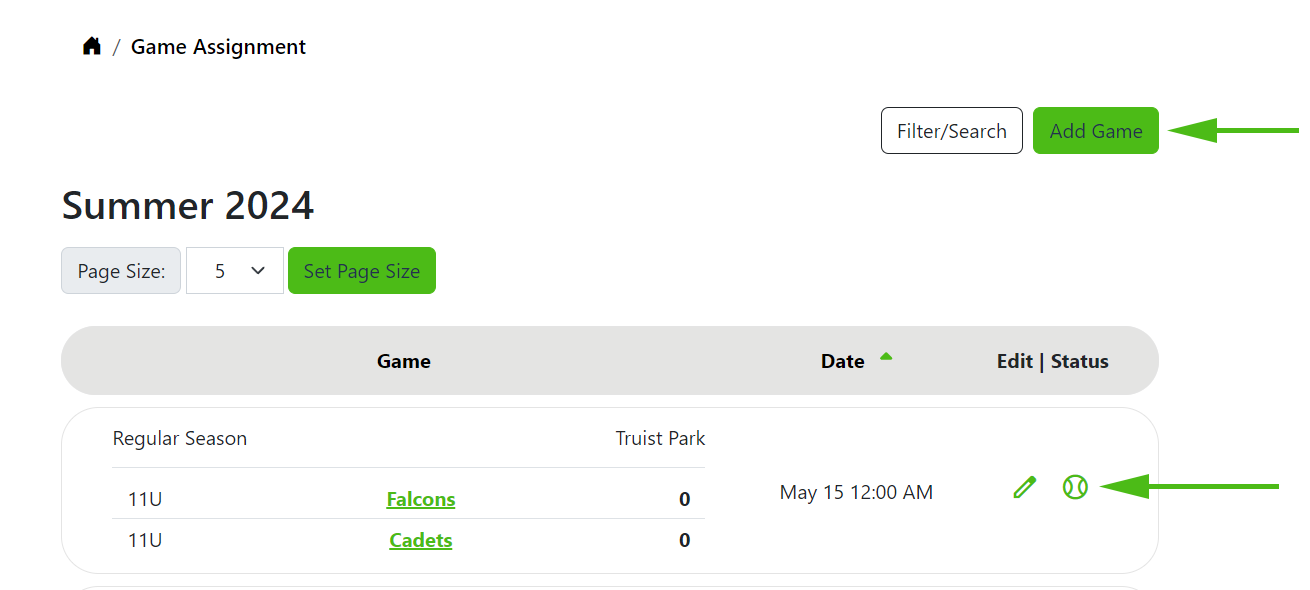 / Game Assignment
Filter/Search Add Game
Summer 2024
Page Size: 5 Set Page Size
Game Date Edit | Status
Regular Season Truist Park
May 15 12:00 AM
11U Falcons 0
11U Cadets 0